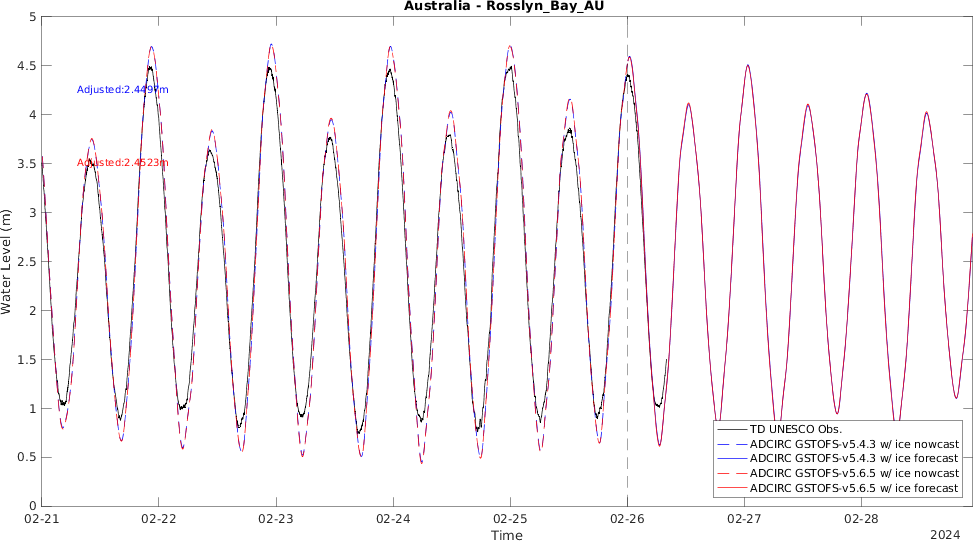 Australia - Rosslyn_Bay_AU
5
4.5
4
3.5
3
2.5
2
1.5
1
0.5
0
Water Level (m)
Adjusted:2.4497m
Adjusted:2.4523m
TD UNESCO Obs.
ADCIRC GSTOFS-v5.4.3 w/ ice nowcast
ADCIRC GSTOFS-v5.4.3 w/ ice forecast
ADCIRC GSTOFS-v5.6.5 w/ ice nowcast
ADCIRC GSTOFS-v5.6.5 w/ ice forecast
02-21 02-22 02-23 02-24 02-25 02-26 02-27 02-28
Time
2024